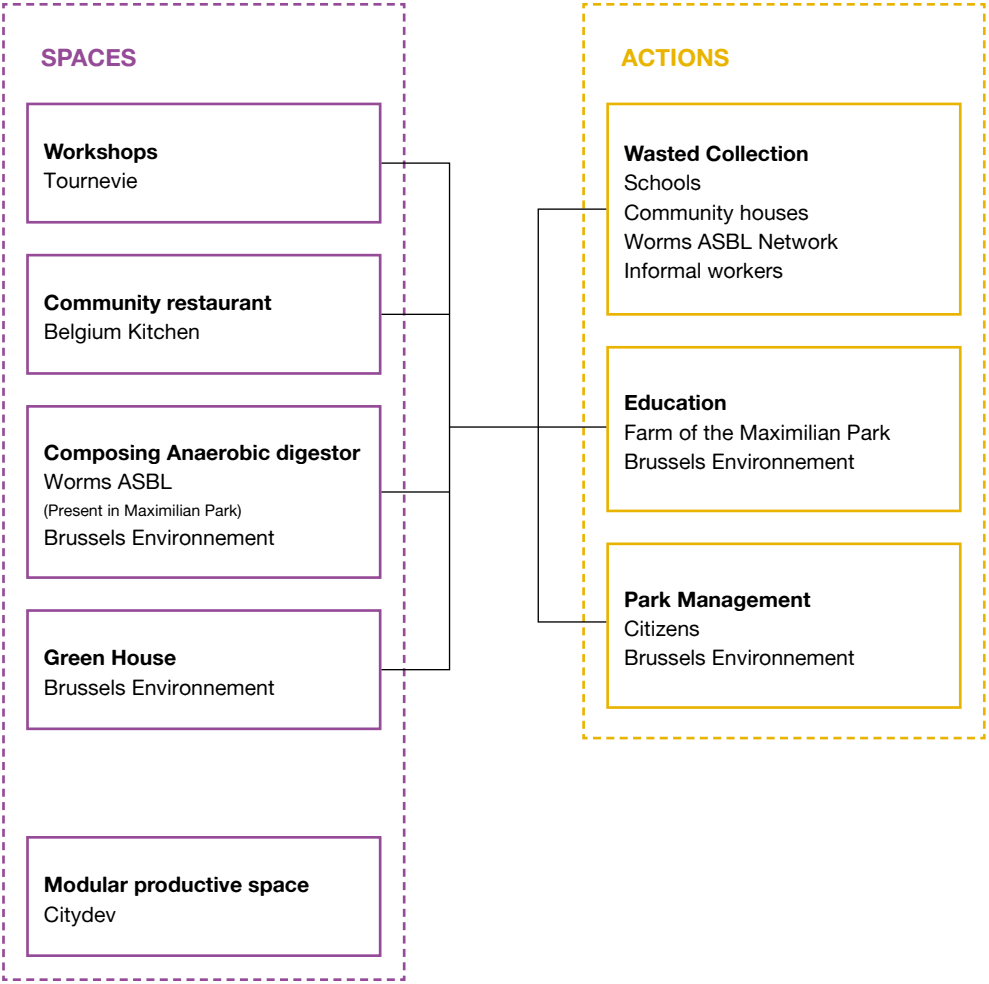 SPACES
Workshops
Tournevie
Community restaurant
Belgium Kitchen
Composing Anaerobic digestor
Worms ASBL
(Present in Maximilian Park)
Brussels Environnement
Green House
Brussels Environnement
Modular productive space
Citydev
ACTIONS
Wasted Collection
Schools
Community houses
Worms ASBL Network
Informal workers
Education
Farm of the Maximilian Park
Brussels Environnement
Park Management
Citizens
Brussels Environnement